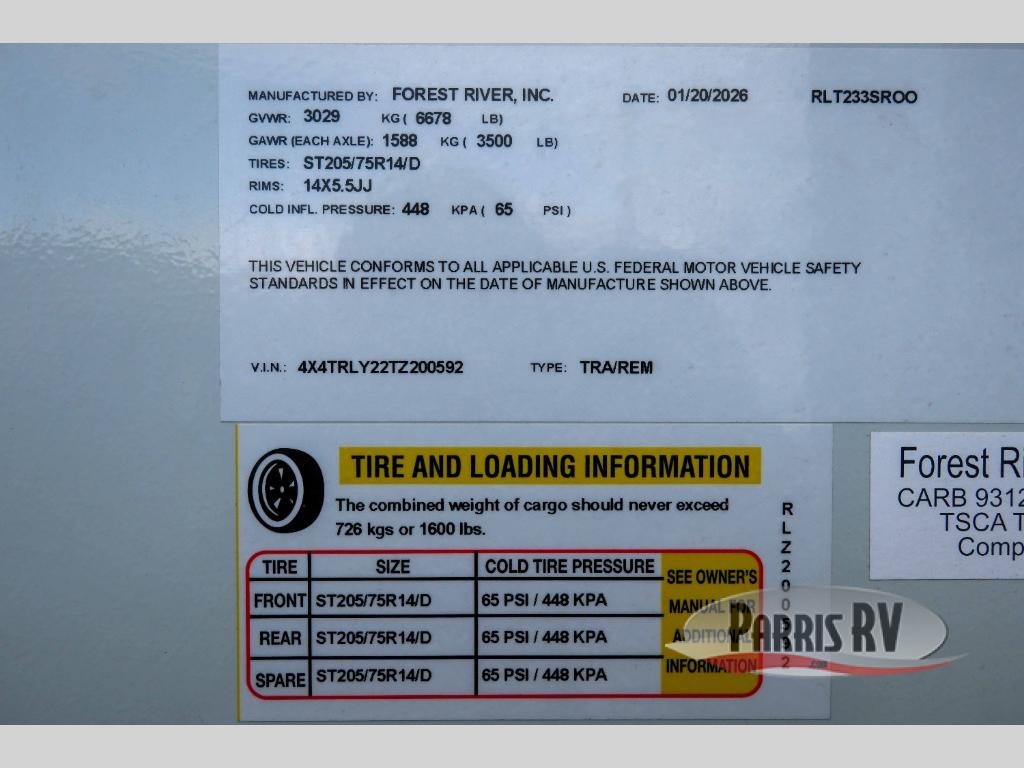 MANUFACTURED BY: FOREST RIVER, INC. DATE: 01/20/2026 RLT233SROO
GVWR: 3029 KG ( 6678 LB)
GAWR (EACH AXLE): 1588 KG ( 3500 LB)
TIRES: ST205/75R14/D
RIMS: 14X5.5JJ
COLD INFL. PRESSURE: 448 KPA ( 65 PSI )
THIS VEHICLE CONFORMS TO ALL APPLICABLE U.S. FEDERAL MOTOR VEHICLE SAFETY
STANDARDS IN EFFECT ON THE DATE OF MANUFACTURE SHOWN ABOVE.
V.I.N.: 4X4TRLY22TZ200592 TYPE: TRA/REM
TIRE AND LOADING INFORMATION
The combined weight of cargo should never exceed
726 kgs or 1600 lbs.
TIRE SIZE COLD TIRE PRESSURE
FRONT ST205/75R14/D 65 PSI / 448 KPA
REAR ST205/75R14/D 65 PSI / 448 KPA
SPARE ST205/75R14/D 65 PSI / 448 KPA
SEE OWNER'S
MANUAL FOR
ADDITIONAL
INFORMATION
RLZ200592
Forest Ri
CARB 9312
TSCA T
Comp
PARRIS RV
.com